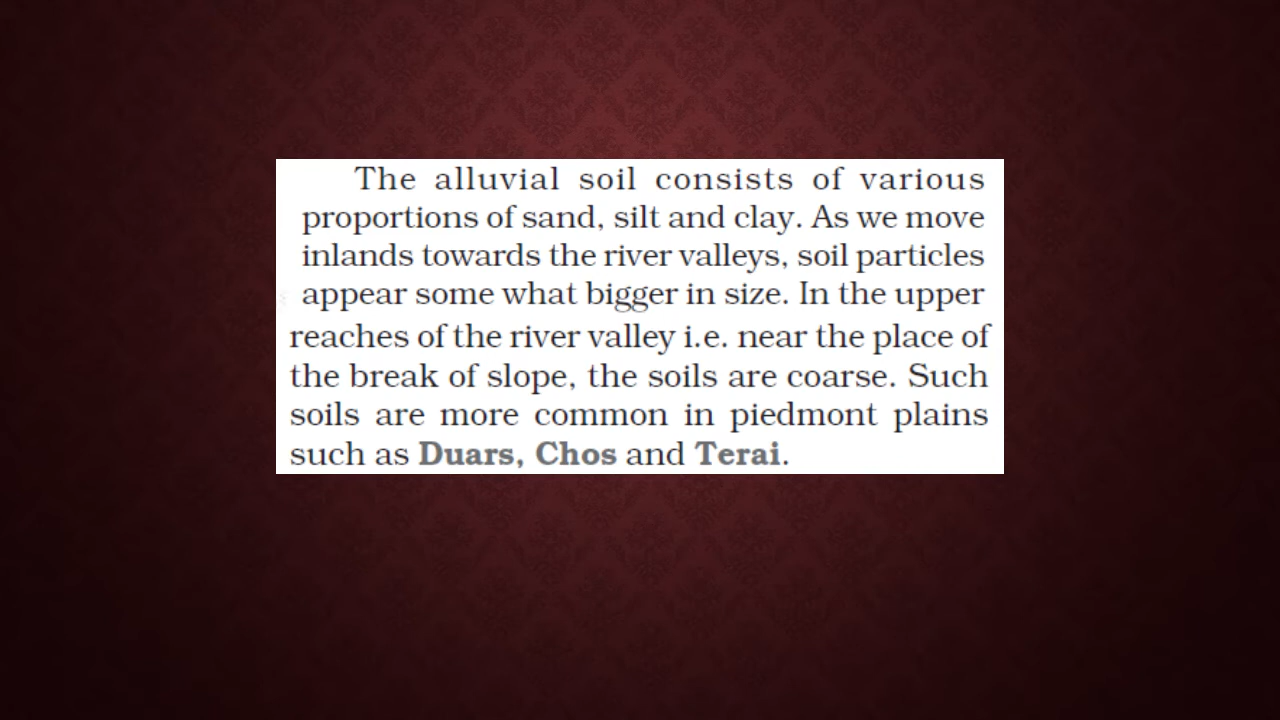 The alluvial soil consists of various
proportions of sand, silt and clay. As we move
inlands towards the river valleys, soil particles
appear some what bigger in size. In the upper
reaches of the river valley i.e. near the place of
the break of slope, the soils are coarse. Such
soils are more common in piedmont plains
such as Duars, Chos and Terai.